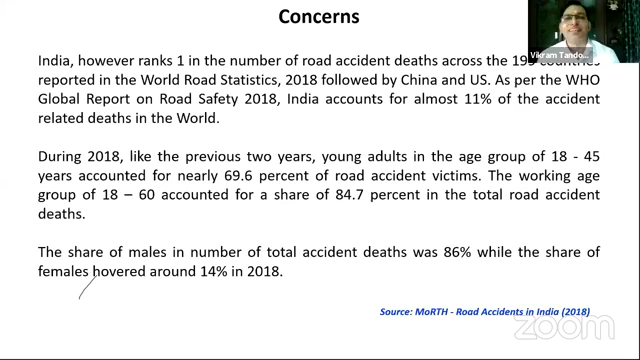 Concerns
Vikram Tando...
India, however ranks 1 in the number of road accident deaths across the 199 countries
reported in the World Road Statistics, 2018 followed by China and US. As per the WHO
Global Report on Road Safety 2018, India accounts for almost 11% of the accident
related deaths in the World.
During 2018, like the previous two years, young adults in the age group of 18 - 45
years accounted for nearly 69.6 percent of road accident victims. The working age
group of 18 – 60 accounted for a share of 84.7 percent in the total road accident
deaths.
The share of males in number of total accident deaths was 86% while the share of
females hovered around 14% in 2018.
Source: MoRTH - Road Accidents in India (2018)
zoom